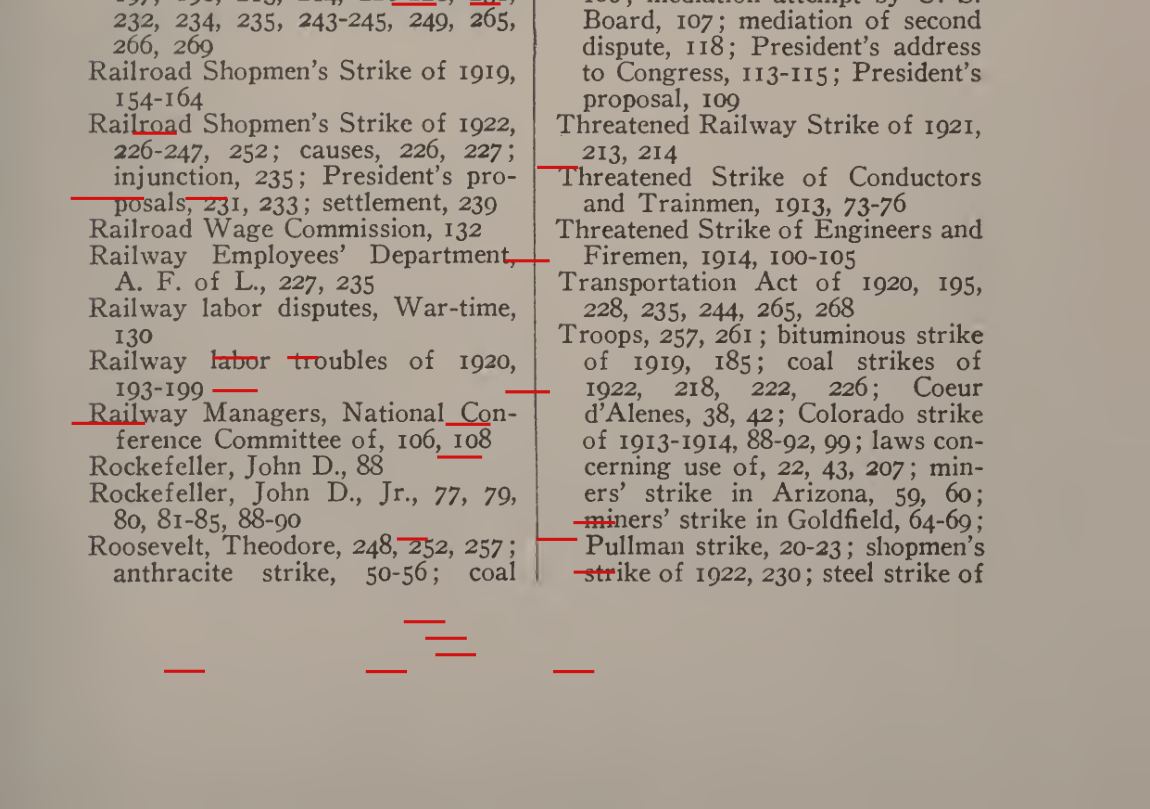 232, 234, 235, 243-245, 249, 265,
266, 269
Railroad Shopmen's Strike of 1919,
154-164
Railroad Shopmen's Strike of 1922,
226-247, 252; causes, 226, 227;
injunction, 235; President's pro-
posals, 231, 233; settlement, 239
Railroad Wage Commission, 132
Railway Employees' Department,
A. F. of L., 227, 235
Railway labor disputes, War-time,
130
Railway labor troubles of 1920,
193-199
Railway Managers, National Con-
ference Committee of, 106, 108
Rockefeller, John D., 88
Rockefeller, John D., Jr., 77, 79,
80, 81-85, 88-90
Roosevelt, Theodore, 248, 252, 257;
anthracite strike, 50-56; coal
Board, 107; mediation of second
dispute, 118; President's address
to Congress, 113-115; President's
proposal, 109
Threatened Railway Strike of 1921,
213, 214
Threatened Strike of Conductors
and Trainmen, 1913, 73-76
Threatened Strike of Engineers and
Firemen, 1914, 100-105
Transportation Act of 1920, 195,
228, 235, 244, 265, 268
Troops, 257, 261; bituminous strike
of 1919, 185; coal strikes of
1922, 218, 222, 226; Coeur
d'Alenes, 38, 42; Colorado strike
of 1913-1914, 88-92, 99; laws con-
cerning use of, 22, 43, 207; min-
ers' strike in Arizona, 59, 60;
miners' strike in Goldfield, 64-69;
Pullman strike, 20-23; shopmen's
strike of 1922, 230; steel strike of